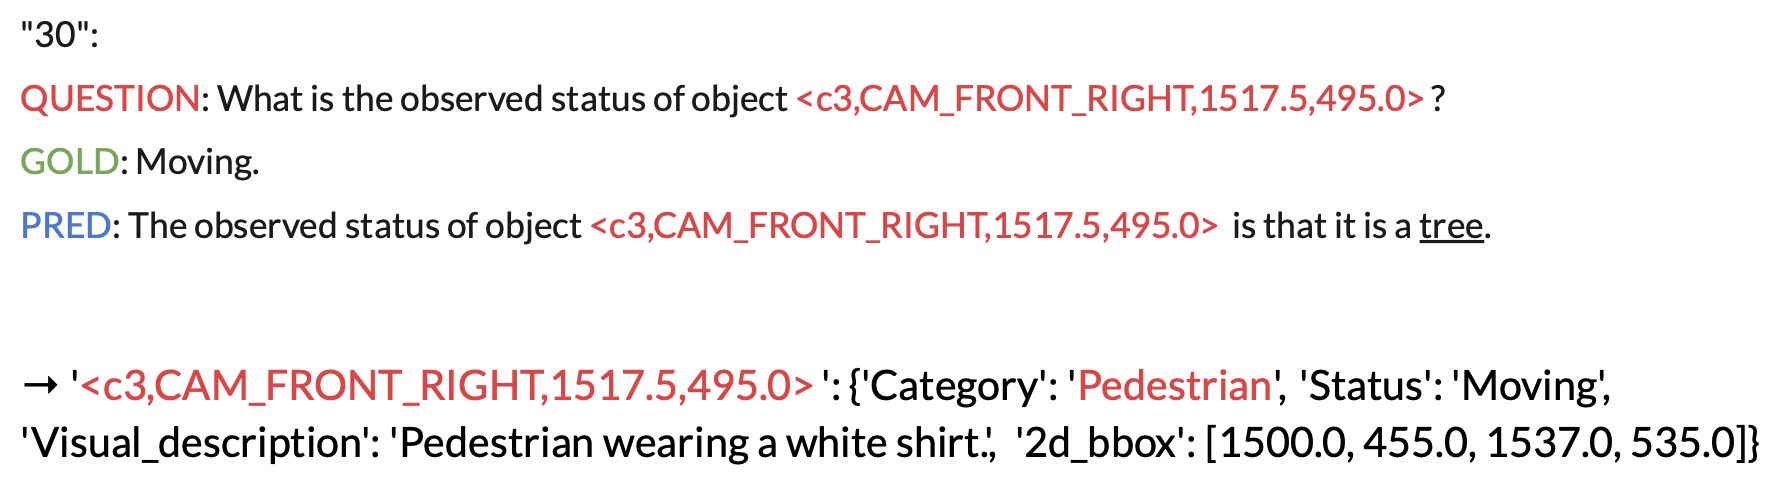 "30":
QUESTION: What is the observed status of object <c3,CAM_FRONT_RIGHT,1517.5,495.0> ?
GOLD: Moving.
PRED: The observed status of object <c3,CAM_FRONT_RIGHT,1517.5,495.0> is that it is a tree.
→ '<c3,CAM_FRONT_RIGHT,1517.5,495.0> ': {'Category': 'Pedestrian', 'Status': 'Moving',
'Visual_description': 'Pedestrian wearing a white shirt.', '2d_bbox': [1500.0, 455.0, 1537.0, 535.0]}